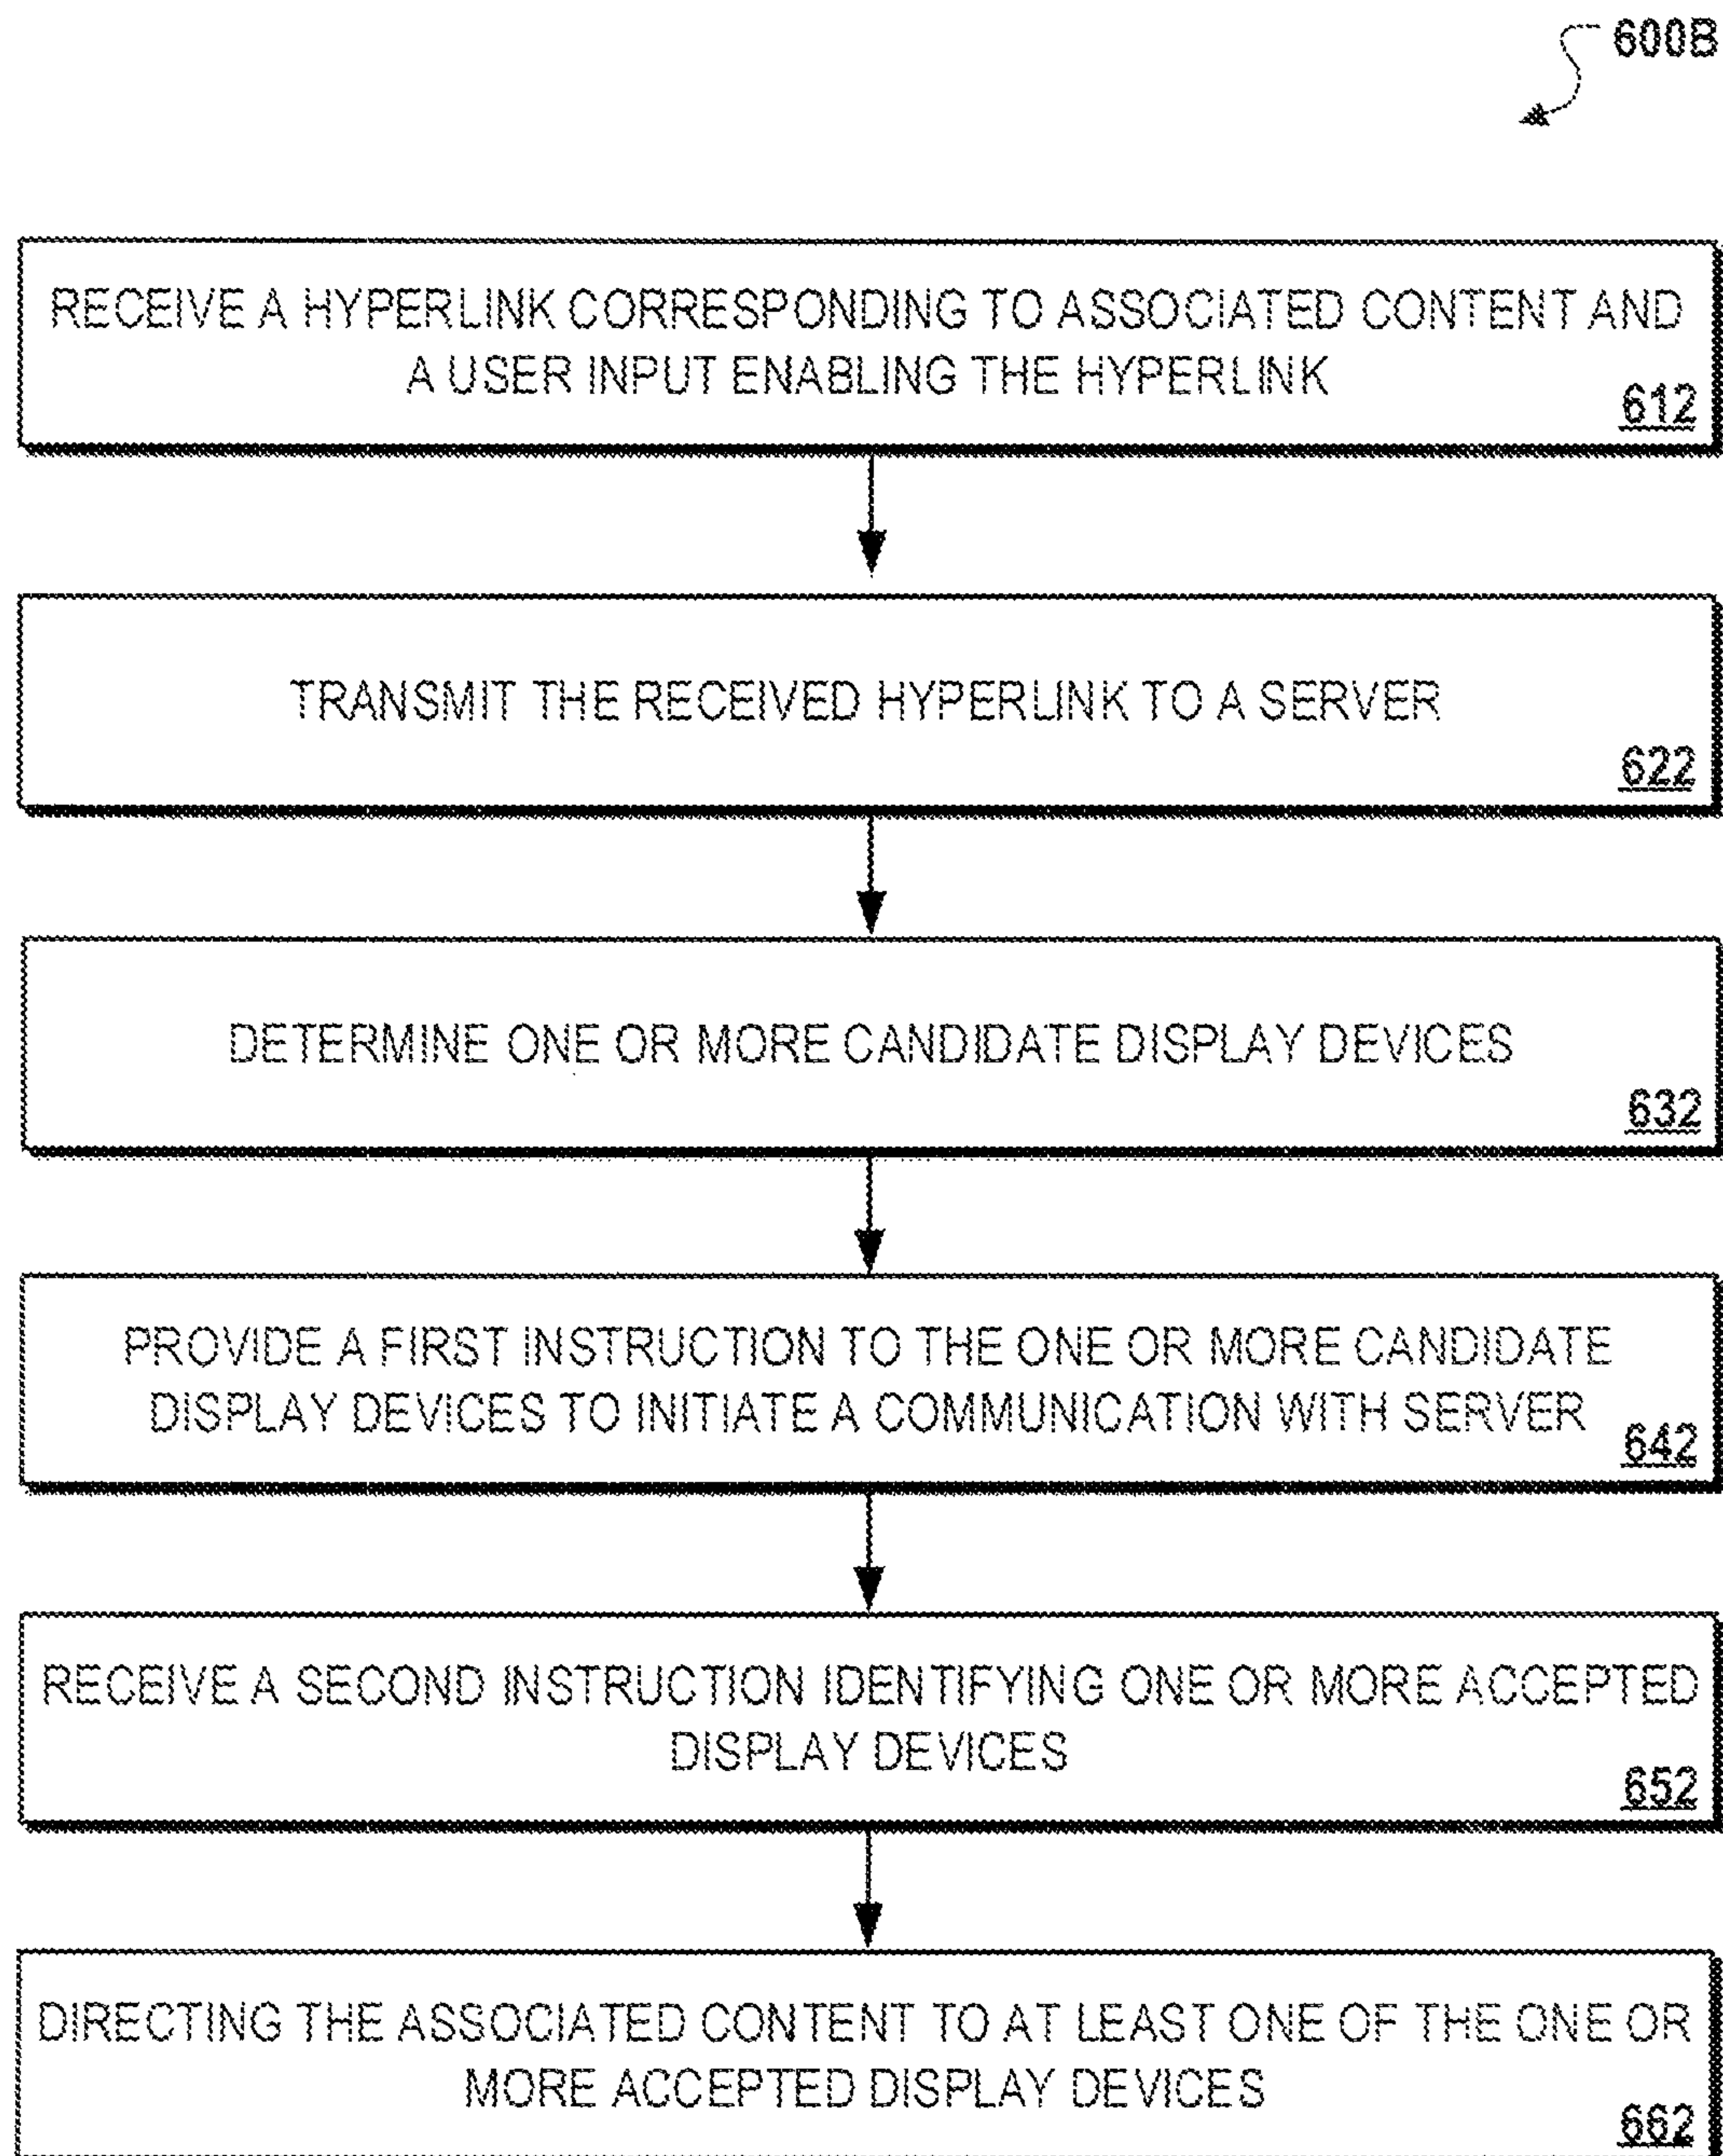 600B
RECEIVE A HYPERLINK CORRESPONDING TO ASSOCIATED CONTENT AND
A USER INPUT ENABLING THE HYPERLINK
612
TRANSMIT THE RECEIVED HYPERLINK TO A SERVER
622
DETERMINE ONE OR MORE CANDIDATE DISPLAY DEVICES
632
PROVIDE A FIRST INSTRUCTION TO THE ONE OR MORE CANDIDATE
DISPLAY DEVICES TO INITIATE A COMMUNICATION WITH SERVER
642
RECEIVE A SECOND INSTRUCTION IDENTIFYING ONE OR MORE ACCEPTED
DISPLAY DEVICES
652
DIRECTING THE ASSOCIATED CONTENT TO AT LEAST ONE OF THE ONE OR
MORE ACCEPTED DISPLAY DEVICES
662